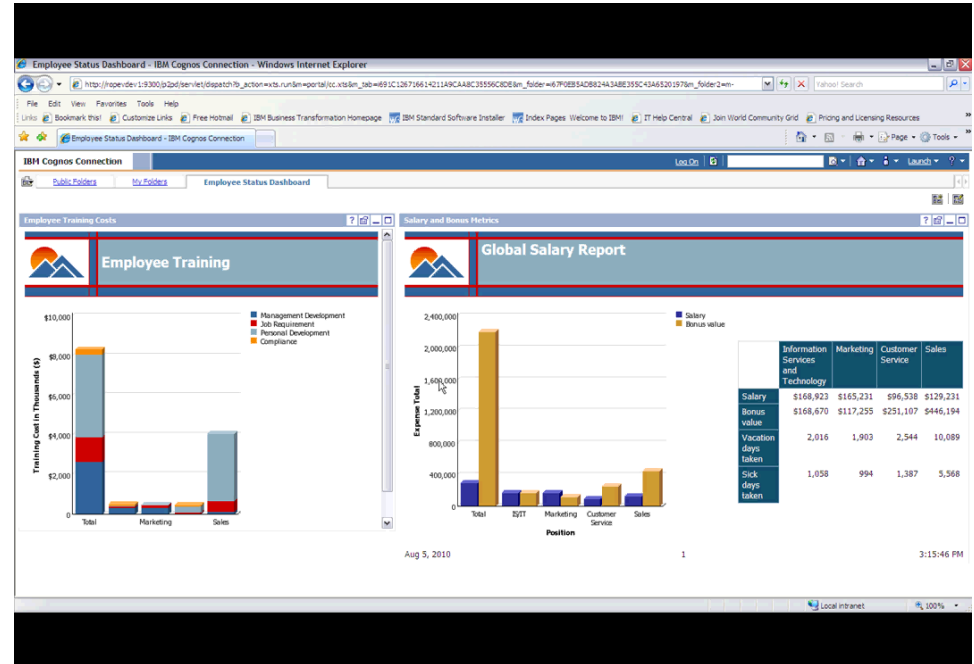 Employee Status Dashboard - IBM Cognos Connection - Windows Internet Explorer
Yahoo! Search
File Edit View Favorites Tools Help
Links Bookmark this! Customize Links Free Hotmail IBM Business Transformation Homepage IBM Standard Software Installer Index Pages Welcome to IBM! IT Help Central Join World Community Grid Pricing and Licensing Resources
Employee Status Dashboard - IBM Cognos Connection
Page Tools
IBM Cognos Connection
Log On
Launch
Public Folders My Folders Employee Status Dashboard
Employee Training Costs
Employee Training
Training Cost in Thousands ($)
$10,000
$8,000
$6,000
$4,000
$2,000
0
Total Marketing Sales
Management Development
Job Requirement
Personal Development
Compliance
Salary and Bonus Metrics
Global Salary Report
Expense Total
2,400,000
2,000,000
1,600,000
1,200,000
800,000
400,000
0
Total IS/IT Marketing Customer Service Sales
Position
Salary
Bonus value
Information Services and Technology Marketing Customer Service Sales
Salary $168,923 $165,231 $96,538 $129,231
Bonus value $168,670 $117,255 $251,107 $446,194
Vacation days taken 2,016 1,903 2,544 10,089
Sick days taken 1,058 994 1,387 5,568
Aug 5, 2010 1 3:15:46 PM
Local intranet 100%